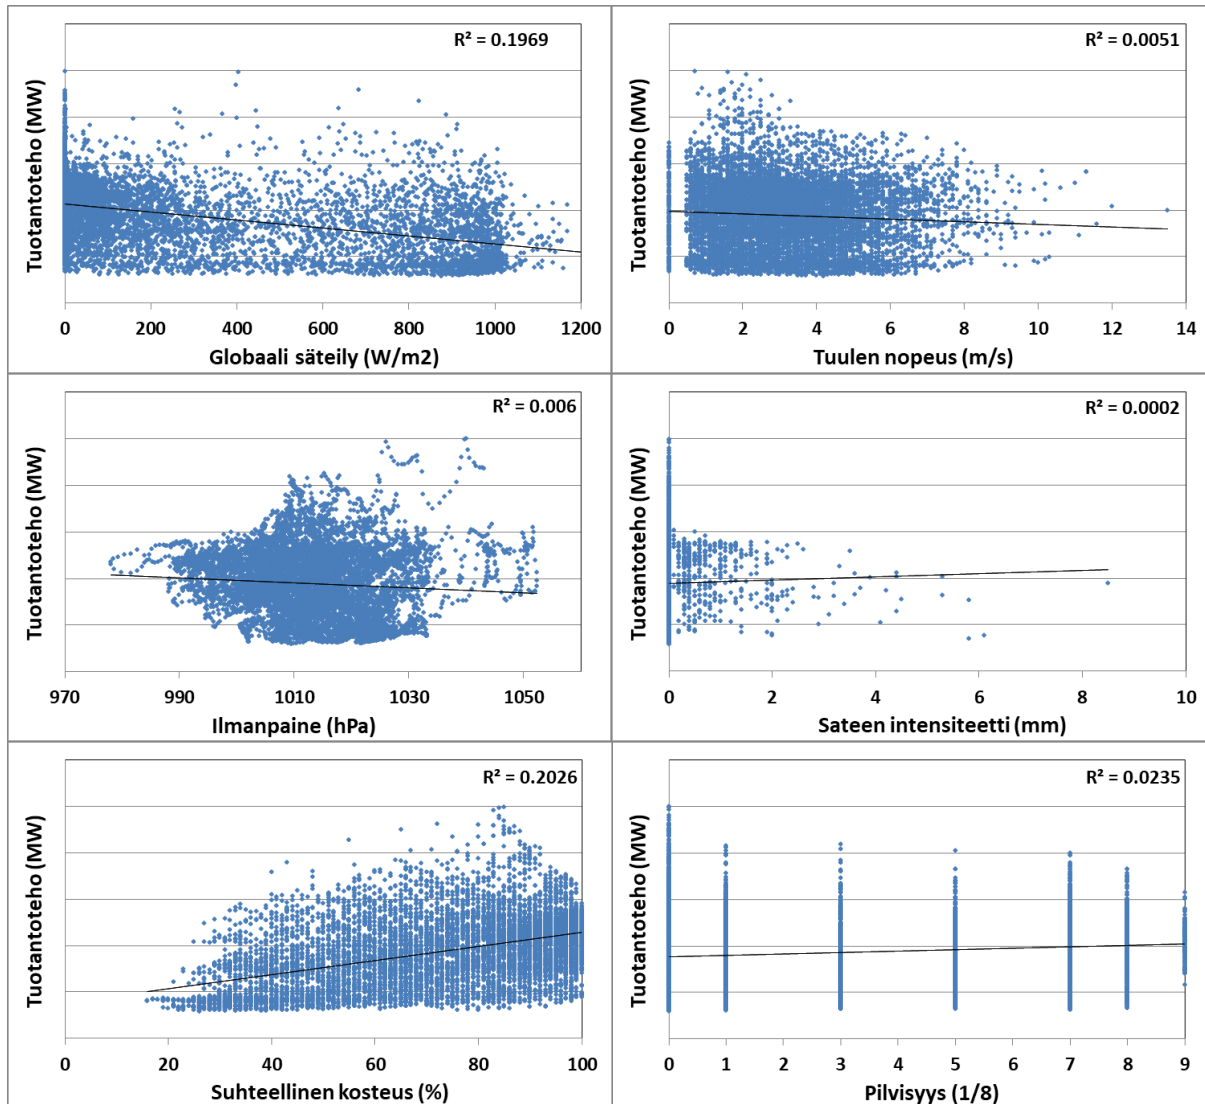 R² = 0.1969
Tuotantoteho (MW)
0 200 400 600 800 1000 1200
Globaali säteily (W/m2)
R² = 0.0051
Tuotantoteho (MW)
0 2 4 6 8 10 12 14
Tuulen nopeus (m/s)
R² = 0.006
Tuotantoteho (MW)
970 990 1010 1030 1050
Ilmanpaine (hPa)
R² = 0.0002
Tuotantoteho (MW)
0 2 4 6 8 10
Sateen intensiteetti (mm)
R² = 0.2026
Tuotantoteho (MW)
0 20 40 60 80 100
Suhteellinen kosteus (%)
R² = 0.0235
Tuotantoteho (MW)
0 1 3 5 7 8 9
Pilvisyys (1/8)